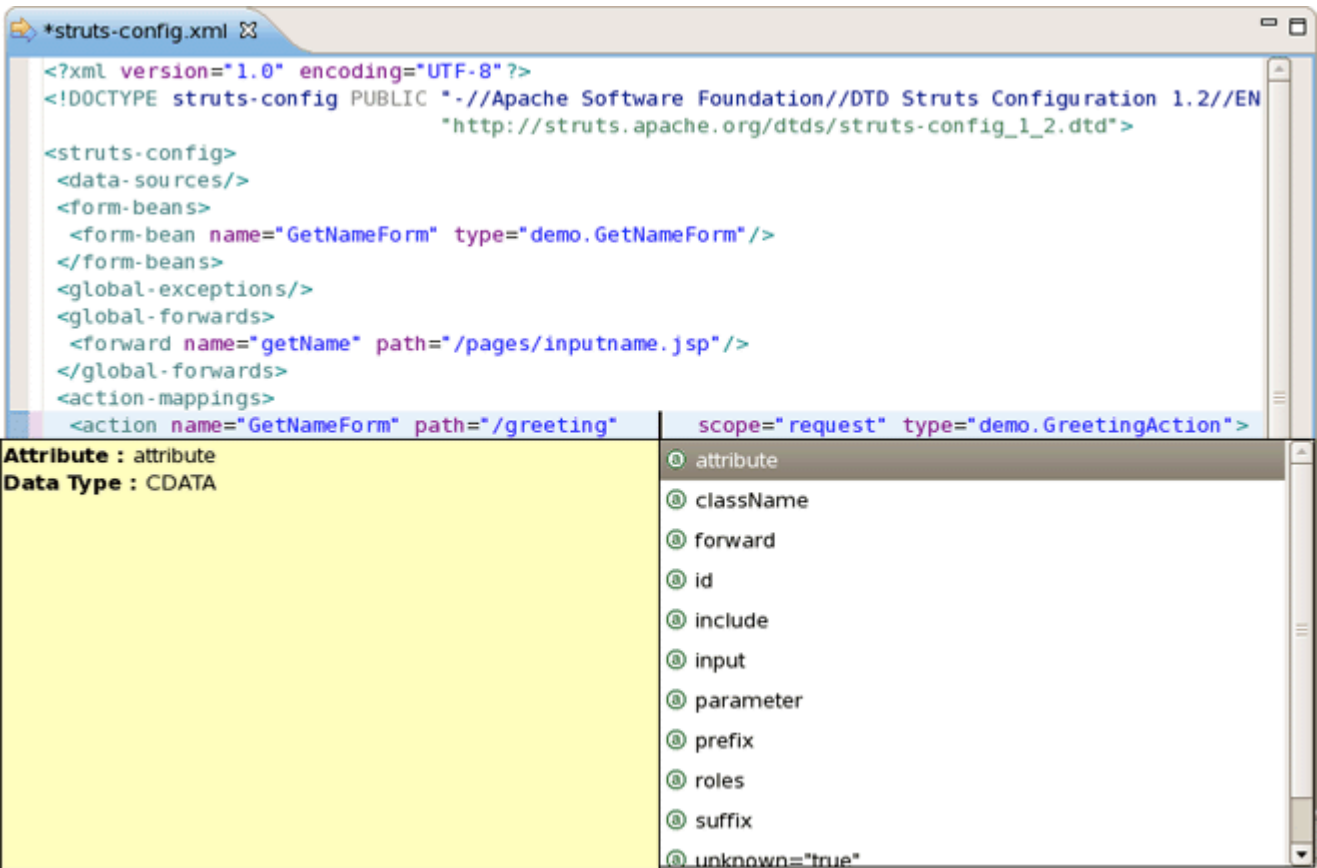 *struts-config.xml
<?xml version="1.0" encoding="UTF-8"?>
<!DOCTYPE struts-config PUBLIC "-//Apache Software Foundation//DTD Struts Configuration 1.2//EN
"http://struts.apache.org/dtds/struts-config_1_2.dtd">
<struts-config>
<data-sources/>
<form-beans>
<form-bean name="GetNameForm" type="demo.GetNameForm"/>
</form-beans>
<global-exceptions/>
<global-forwards>
<forward name="getName" path="/pages/inputname.jsp"/>
</global-forwards>
<action-mappings>
<action name="GetNameForm" path="/greeting" scope="request" type="demo.GreetingAction">
Attribute : attribute
Data Type : CDATA
attribute
className
forward
id
include
input
parameter
prefix
roles
suffix
unknown="true"